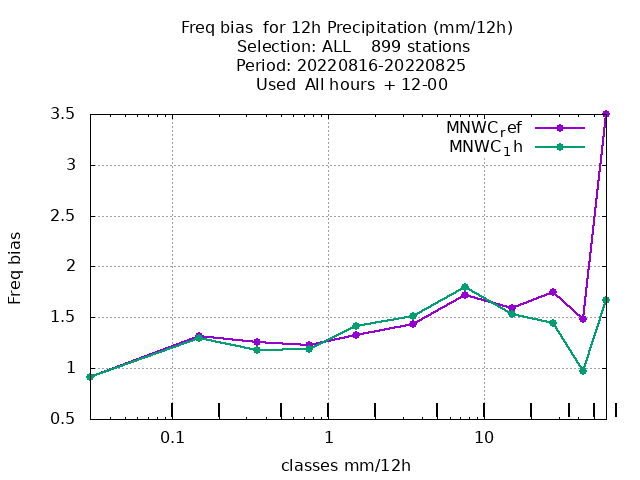 Freq bias  for 12h Precipitation (mm/12h)
Selection: ALL    899 stations
Period: 20220816-20220825
Used  All hours  + 12-00
MNWCref
MNWC1h
3.5
3
2.5
2
1.5
1
0.5
Freq bias
0.1
1
10
classes mm/12h